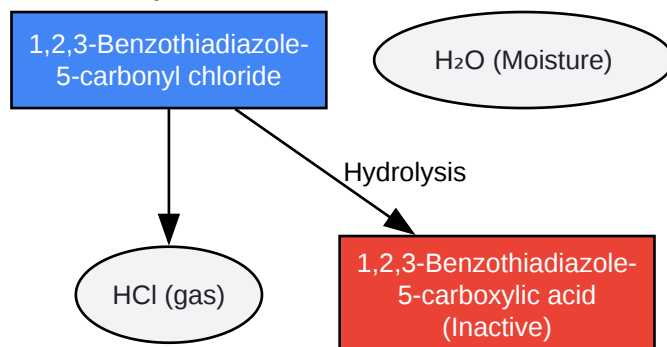 1,2,3-Benzothiadiazole-
5-carbonyl chloride
H₂O (Moisture)
Hydrolysis
HCl (gas)
1,2,3-Benzothiadiazole-
5-carboxylic acid
(Inactive)